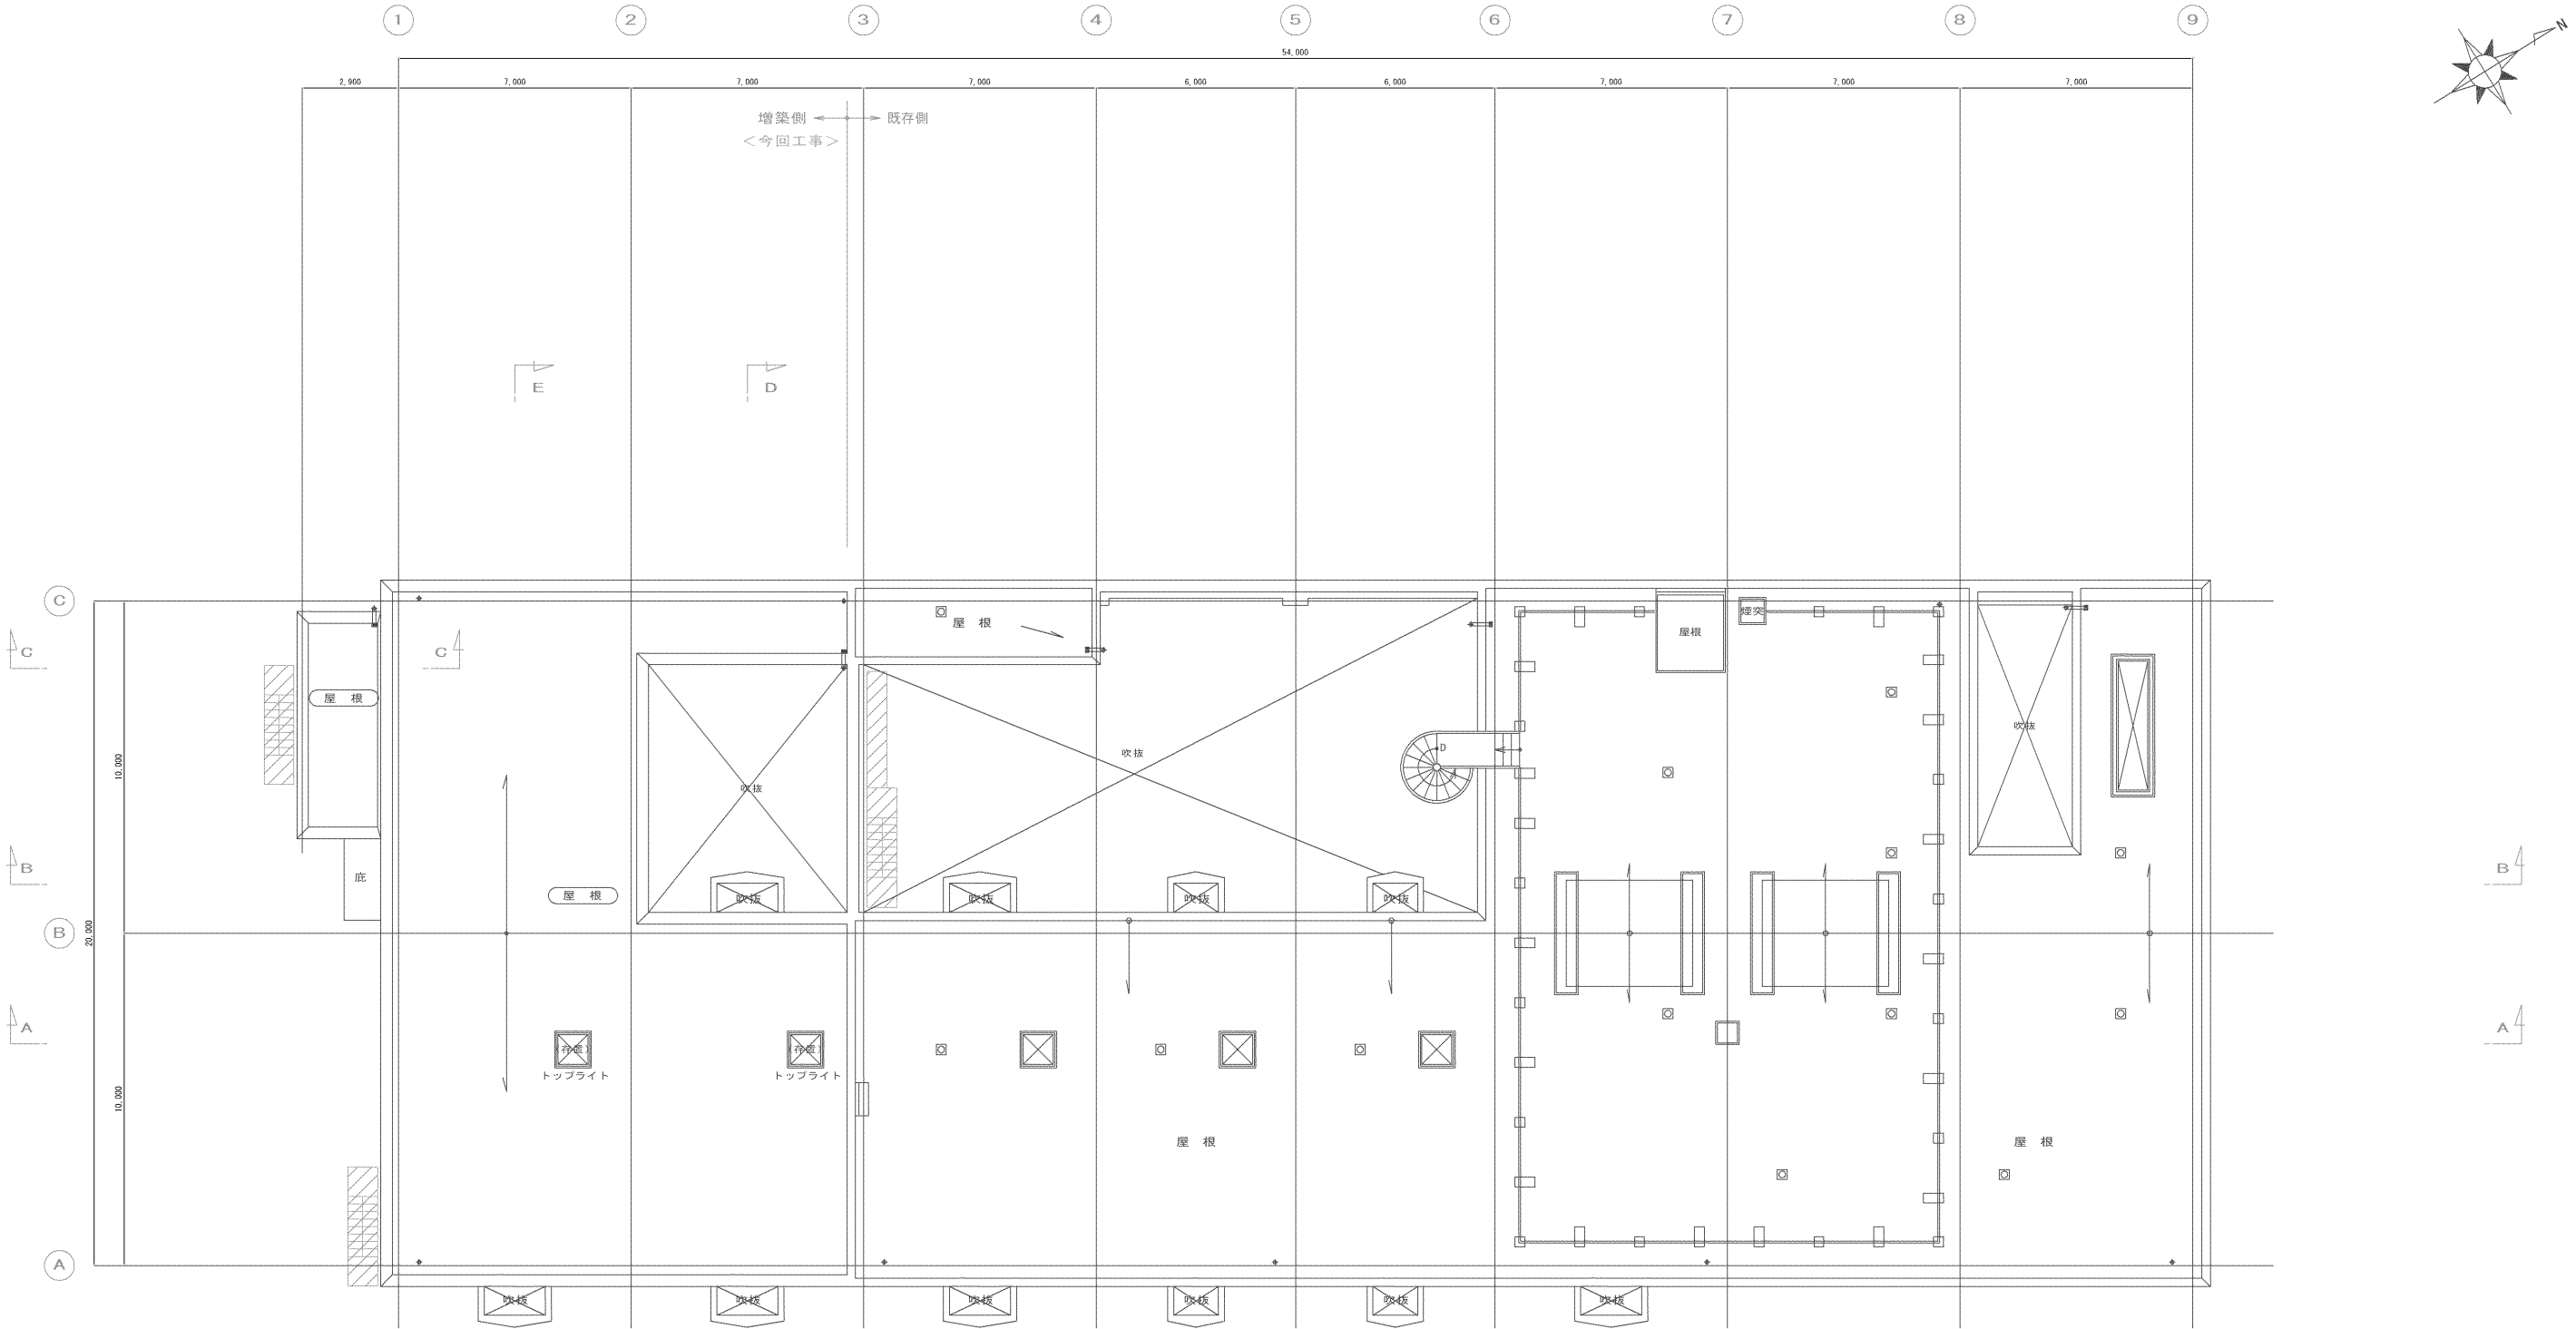 1 2 3 4 5 6 7 8 9
N
54,000
2,900 7,000 7,000 7,000 6,000 6,000 7,000 7,000 7,000
増築側 既存側
<今回工事>
E D
C
屋 根
煙突
屋根
C C
屋 根
吹抜
吹抜
D
吹抜
10,000
庇
B B
屋 根
吹抜 吹抜 吹抜 吹抜
B
20,000
A A
(存置) (存置)
トップライト トップライト
10,000
屋 根 屋 根
A
吹抜 吹抜 吹抜 吹抜 吹抜 吹抜